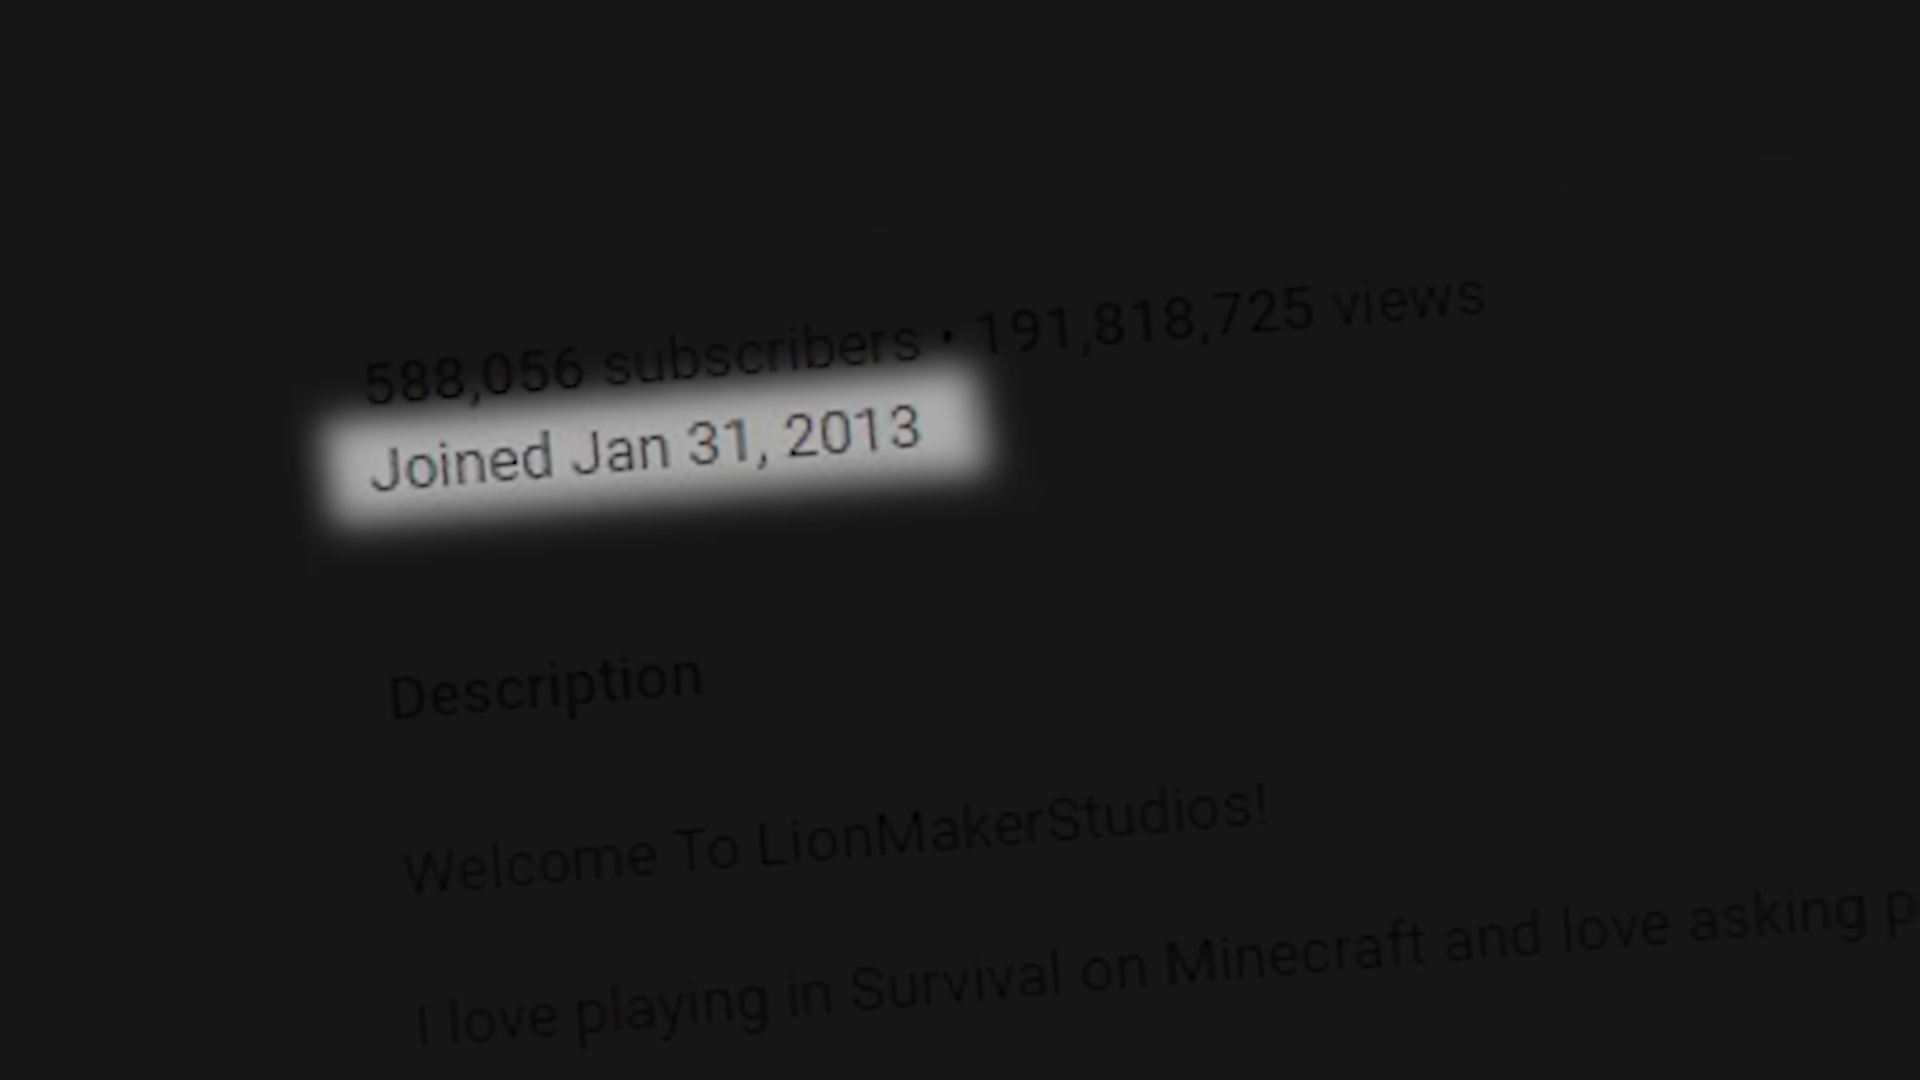 588,056 subscribers • 191,818,725 views
Joined Jan 31, 2013
Description
Welcome To LionMakerStudios!
I love playing in Survival on Minecraft and love asking p